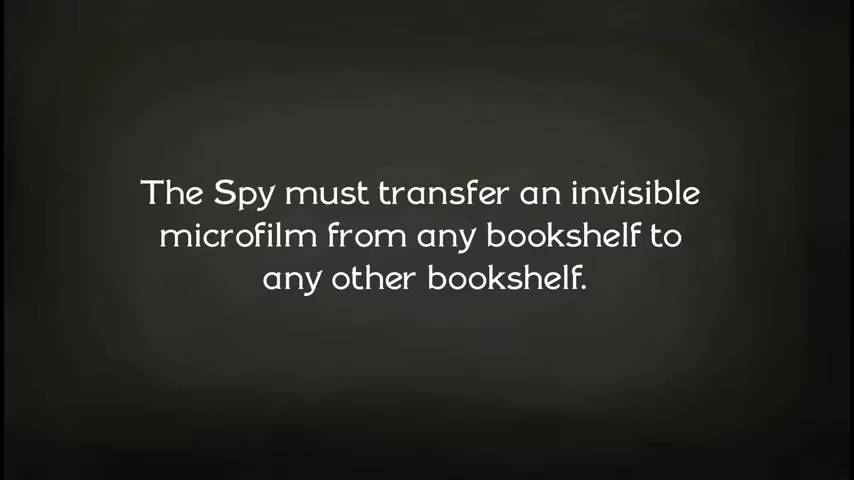 The Spy must transfer an invisible
microfilm from any bookshelf to
any other bookshelf.